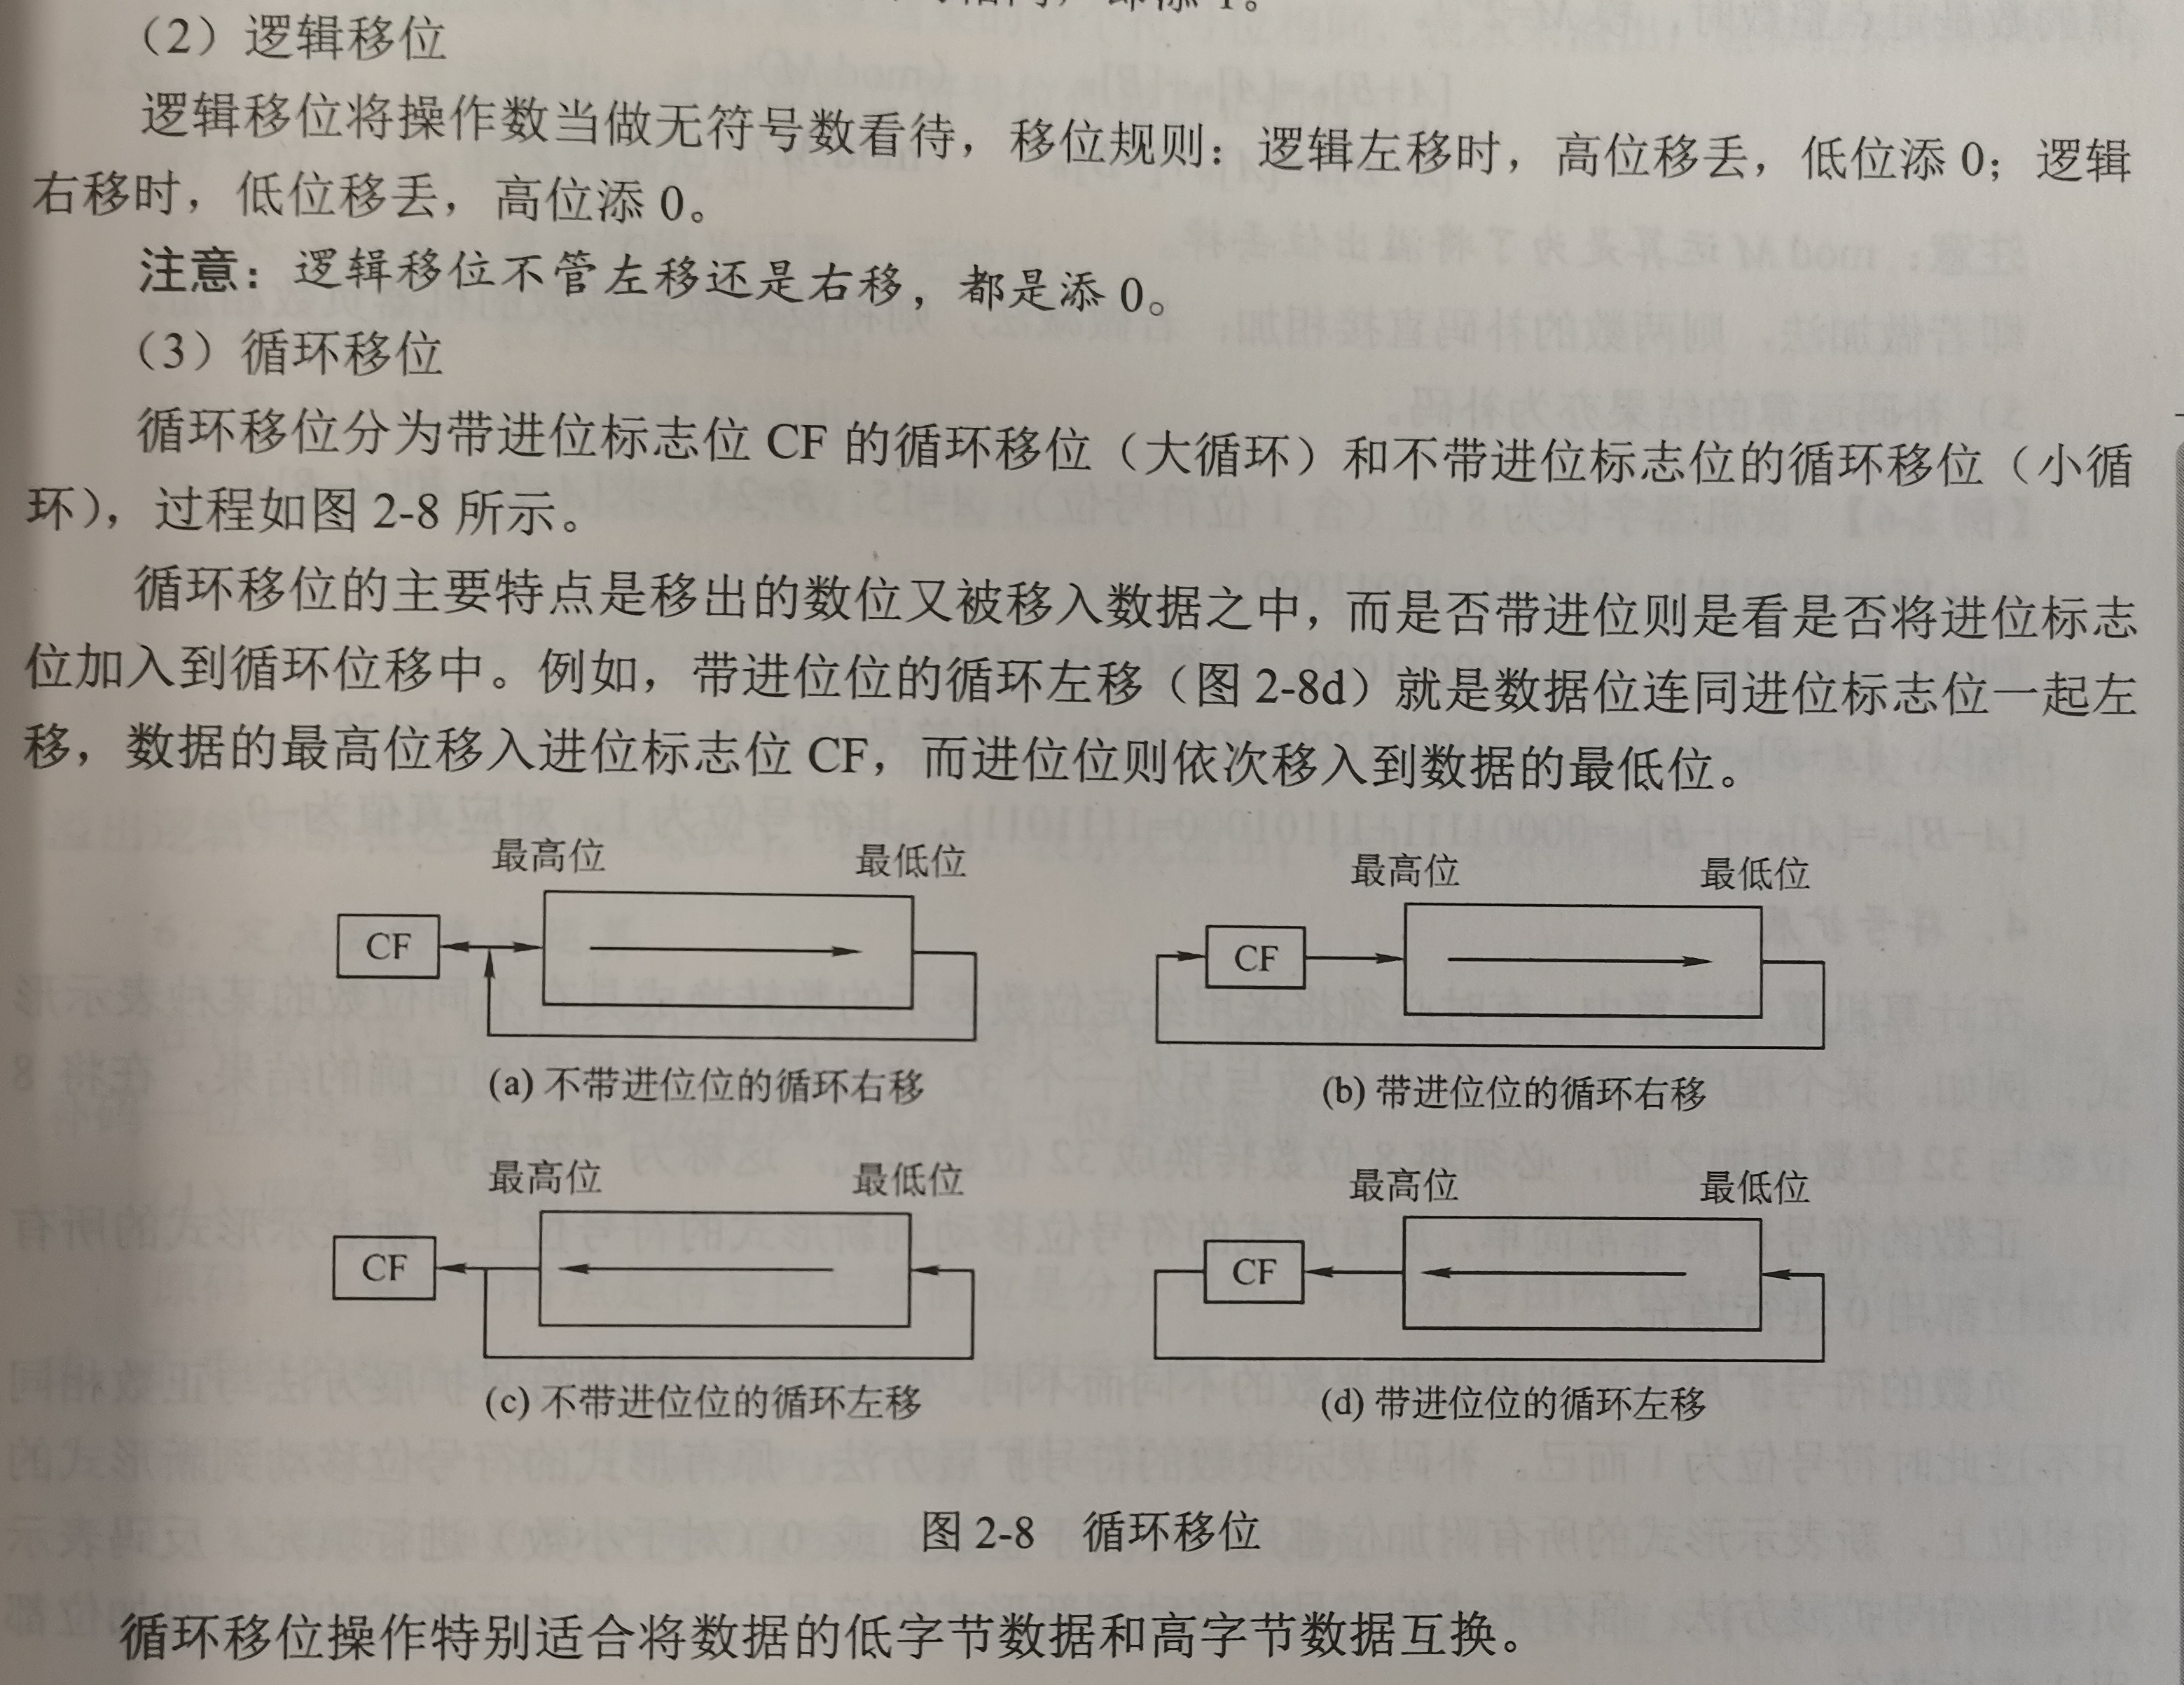 （2）逻辑移位
逻辑移位将操作数当做无符号数看待，移位规则：逻辑左移时，高位移丢，低位添 0；逻辑
右移时，低位移丢，高位添 0。
注意：逻辑移位不管左移还是右移，都是添 0。
（3）循环移位
循环移位分为带进位标志位 CF 的循环移位（大循环）和不带进位标志位的循环移位（小循
环），过程如图 2-8 所示。
循环移位的主要特点是移出的数位又被移入数据之中，而是否带进位则是看是否将进位标志
位加入到循环位移中。例如，带进位位的循环左移（图 2-8d）就是数据位连同进位标志位一起左
移，数据的最高位移入进位标志位 CF，而进位位则依次移入到数据的最低位。
最高位 最低位
CF
(a) 不带进位位的循环右移
最高位 最低位
CF
(b) 带进位位的循环右移
最高位 最低位
CF
(c) 不带进位位的循环左移
最高位 最低位
CF
(d) 带进位位的循环左移
图 2-8 循环移位
循环移位操作特别适合将数据的低字节数据和高字节数据互换。